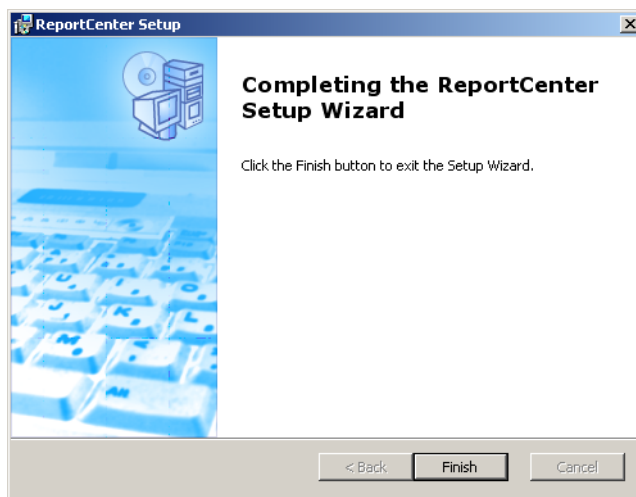 ReportCenter Setup
Completing the ReportCenter
Setup Wizard
Click the Finish button to exit the Setup Wizard.
< Back
Finish
Cancel